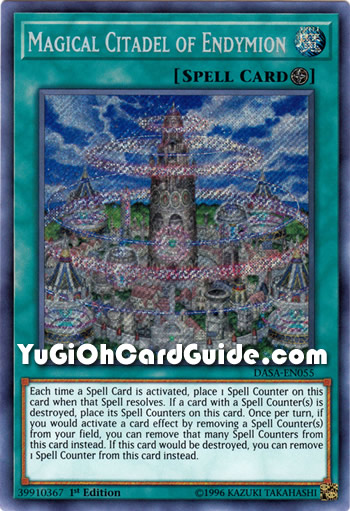 MAGICAL CITADEL OF ENDYMION
[SPELL CARD]
YuGiOhCardGuide.com
DASA-EN055
Each time a Spell Card is activated, place 1 Spell Counter on this
card when that Spell resolves. If a card with a Spell Counter(s) is
destroyed, place its Spell Counters on this card. Once per turn, if
you would activate a card effect by removing a Spell Counter(s)
from your field, you can remove that many Spell Counters from
this card instead. If this card would be destroyed, you can remove
1 Spell Counter from this card instead.
39910367 1st Edition ©1996 KAZUKI TAKAHASHI